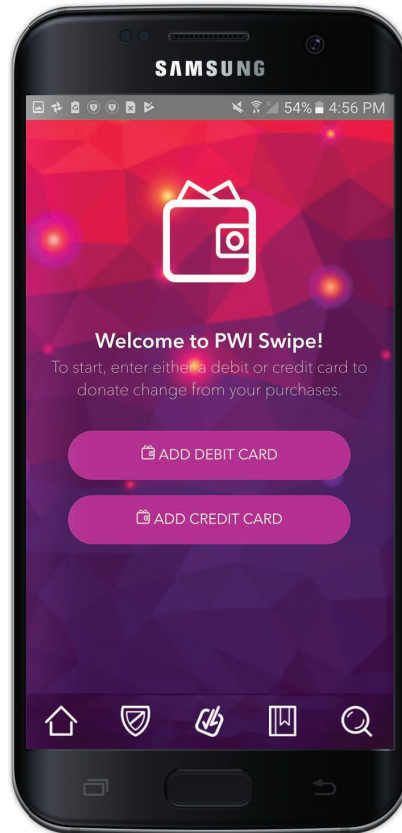 SAMSUNG
54% 4:56 PM
Welcome to PWI Swipe!
To start, enter either a debit or credit card to
donate change from your purchases.
ADD DEBIT CARD
ADD CREDIT CARD